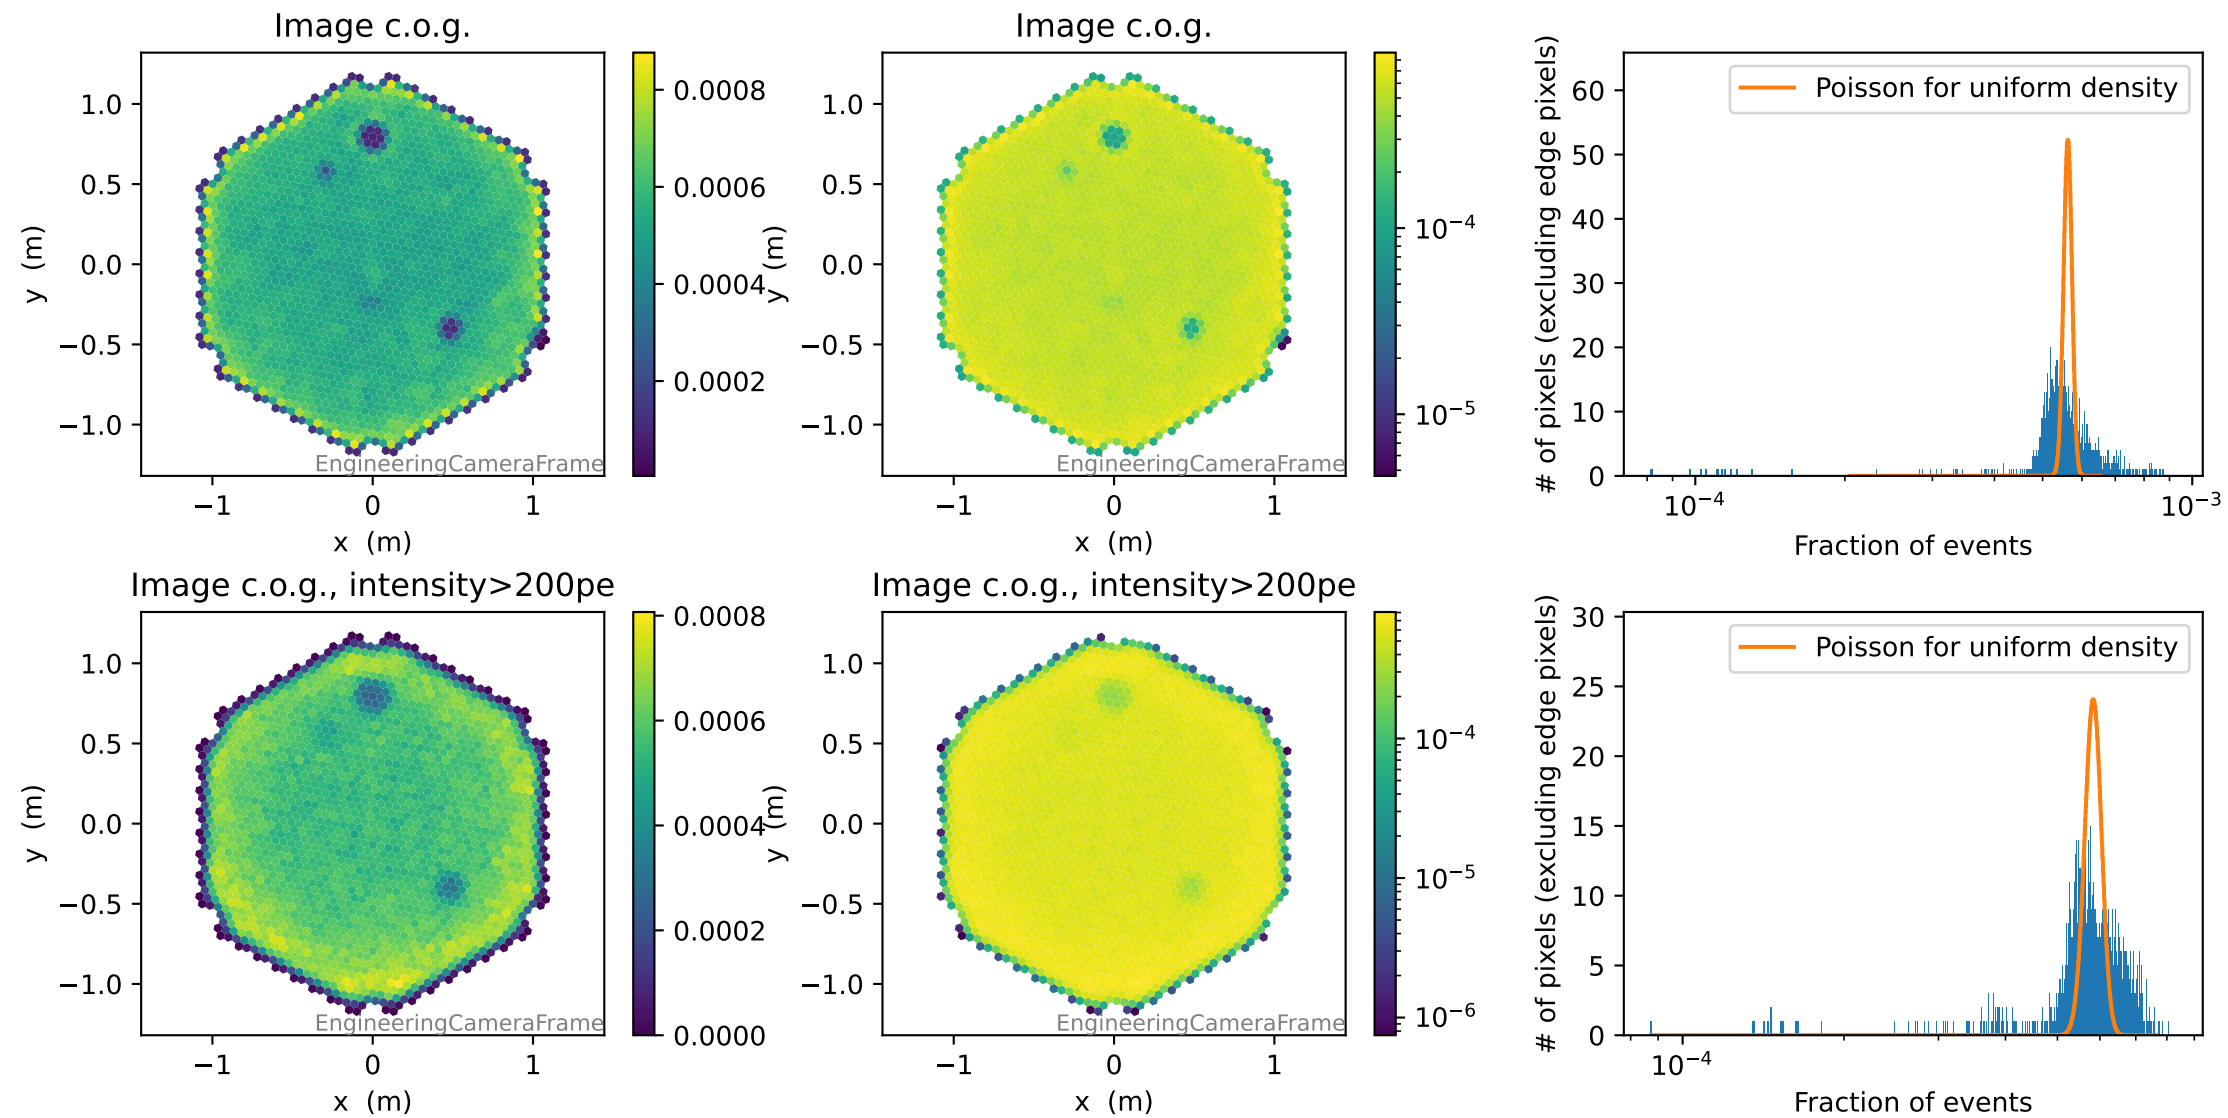 Image c.o.g.
1.0
0.5
0.0
−0.5
−1.0
y (m)
−1
0
1
x (m)
EngineeringCameraFrame
0.0008
0.0006
0.0004
0.0002
Image c.o.g.
1.0
0.5
0.0
−0.5
−1.0
y (m)
−1
0
1
x (m)
EngineeringCameraFrame
10⁻⁴
10⁻⁵
# of pixels (excluding edge pixels)
60
50
40
30
20
10
0
Poisson for uniform density
10⁻⁴
10⁻³
Fraction of events
Image c.o.g., intensity>200pe
1.0
0.5
0.0
−0.5
−1.0
y (m)
−1
0
1
x (m)
EngineeringCameraFrame
0.0008
0.0006
0.0004
0.0002
0.0000
Image c.o.g., intensity>200pe
1.0
0.5
0.0
−0.5
−1.0
y (m)
−1
0
1
x (m)
EngineeringCameraFrame
10⁻⁴
10⁻⁵
10⁻⁶
# of pixels (excluding edge pixels)
30
25
20
15
10
5
0
Poisson for uniform density
10⁻⁴
Fraction of events